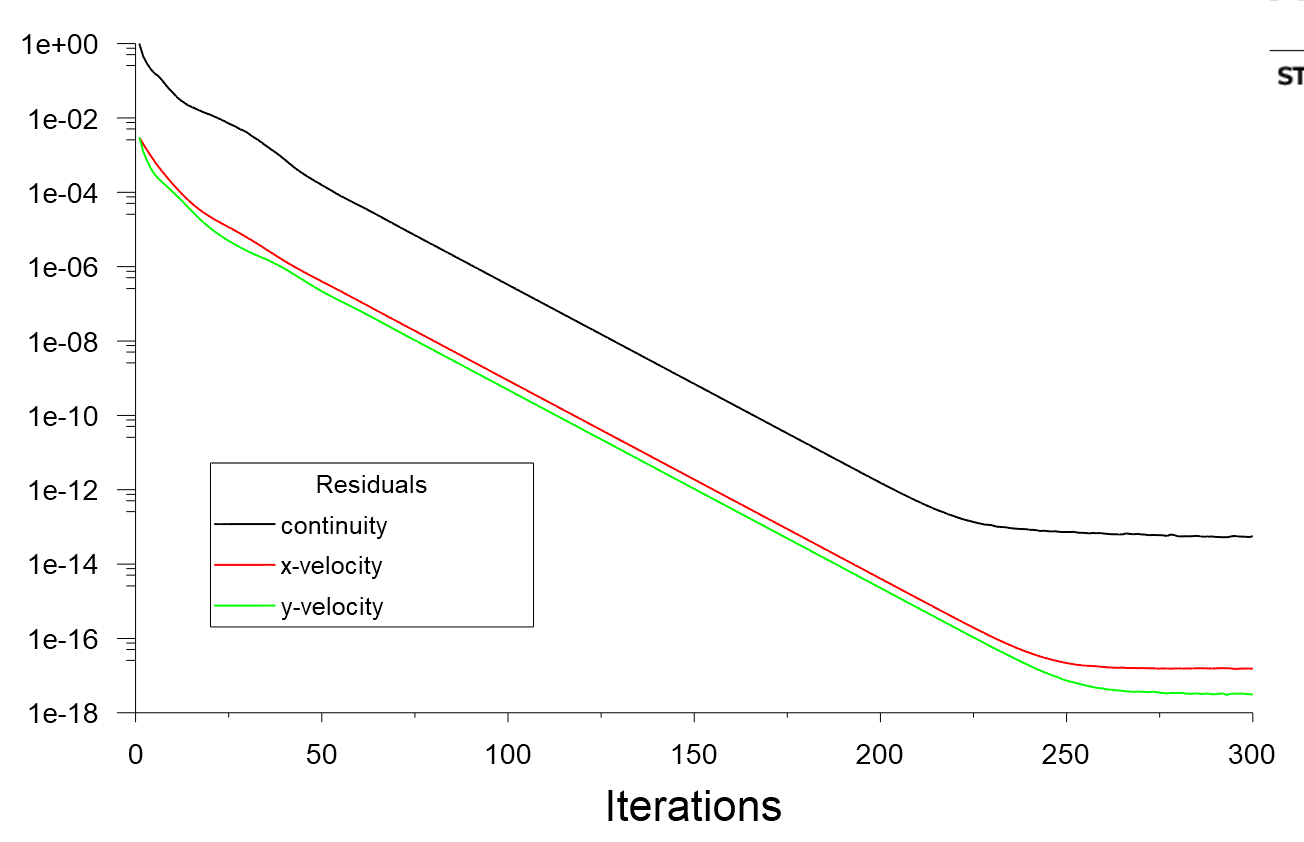 1e+00
1e-02
1e-04
1e-06
1e-08
1e-10
1e-12
1e-14
1e-16
1e-18
ST
Residuals
continuity
x-velocity
y-velocity
0 50 100 150 200 250 300
Iterations